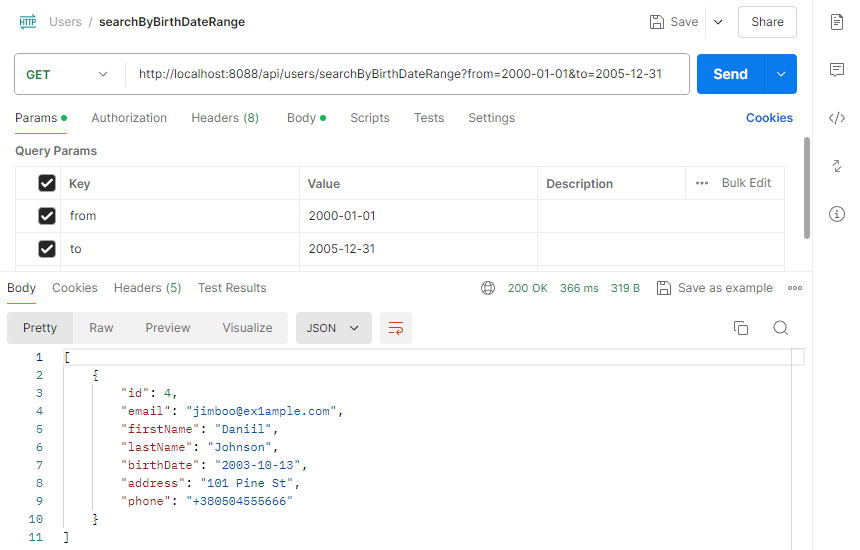 HTTP Users / searchByBirthDateRange Save Share
GET http://localhost:8088/api/users/searchByBirthDateRange?from=2000-01-01&to=2005-12-31 Send
Params Authorization Headers (8) Body Scripts Tests Settings Cookies
Query Params
Key Value Description Bulk Edit
from 2000-01-01
to 2005-12-31
Body Cookies Headers (5) Test Results 200 OK 366 ms 319 B Save as example
Pretty Raw Preview Visualize JSON
1 [
2 {
3 "id": 4,
4 "email": "jimboo@ex1ample.com",
5 "firstName": "Daniil",
6 "lastName": "Johnson",
7 "birthDate": "2003-10-13",
8 "address": "101 Pine St",
9 "phone": "+380504555666"
10 }
11 ]